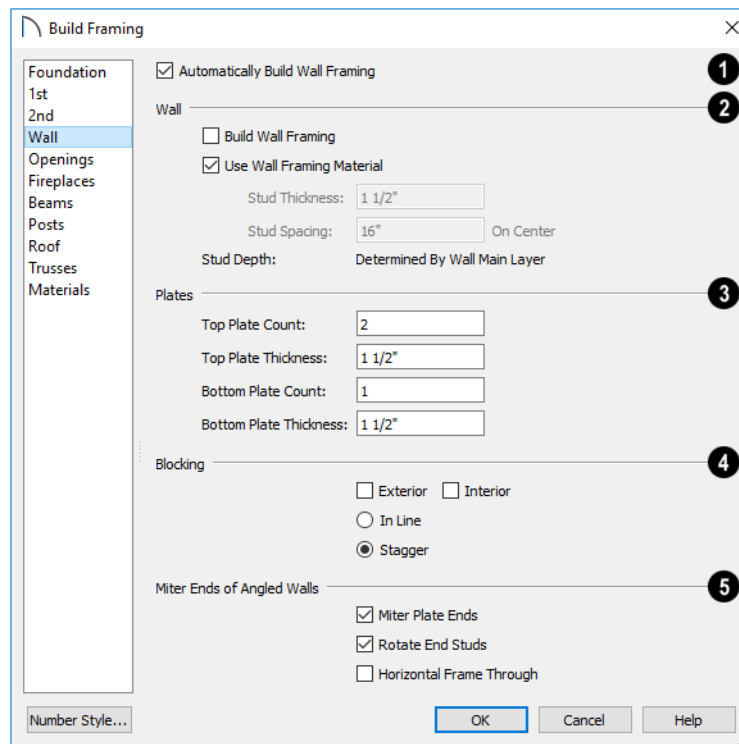 Build Framing
Foundation
1st
2nd
Wall
Openings
Fireplaces
Beams
Posts
Roof
Trusses
Materials
Automatically Build Wall Framing 1
Wall 2
Build Wall Framing
Use Wall Framing Material
Stud Thickness: 1 1/2"
Stud Spacing: 16" On Center
Stud Depth: Determined By Wall Main Layer
Plates 3
Top Plate Count: 2
Top Plate Thickness: 1 1/2"
Bottom Plate Count: 1
Bottom Plate Thickness: 1 1/2"
Blocking 4
Exterior Interior
In Line
Stagger
Miter Ends of Angled Walls 5
Miter Plate Ends
Rotate End Studs
Horizontal Frame Through
Number Style... OK Cancel Help